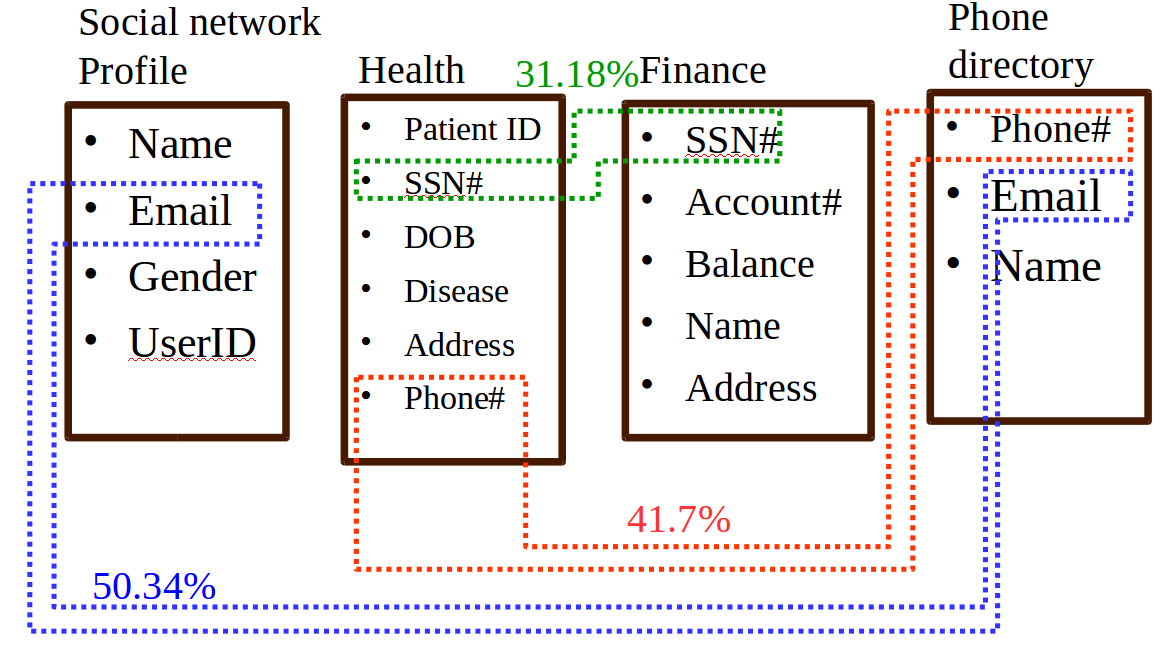 Social network
Profile
• Name
• Email
• Gender
• UserID
Health
• Patient ID
• SSN#
• DOB
• Disease
• Address
• Phone#
31.18%
Finance
• SSN#
• Account#
• Balance
• Name
• Address
Phone
directory
• Phone#
• Email
• Name
41.7%
50.34%